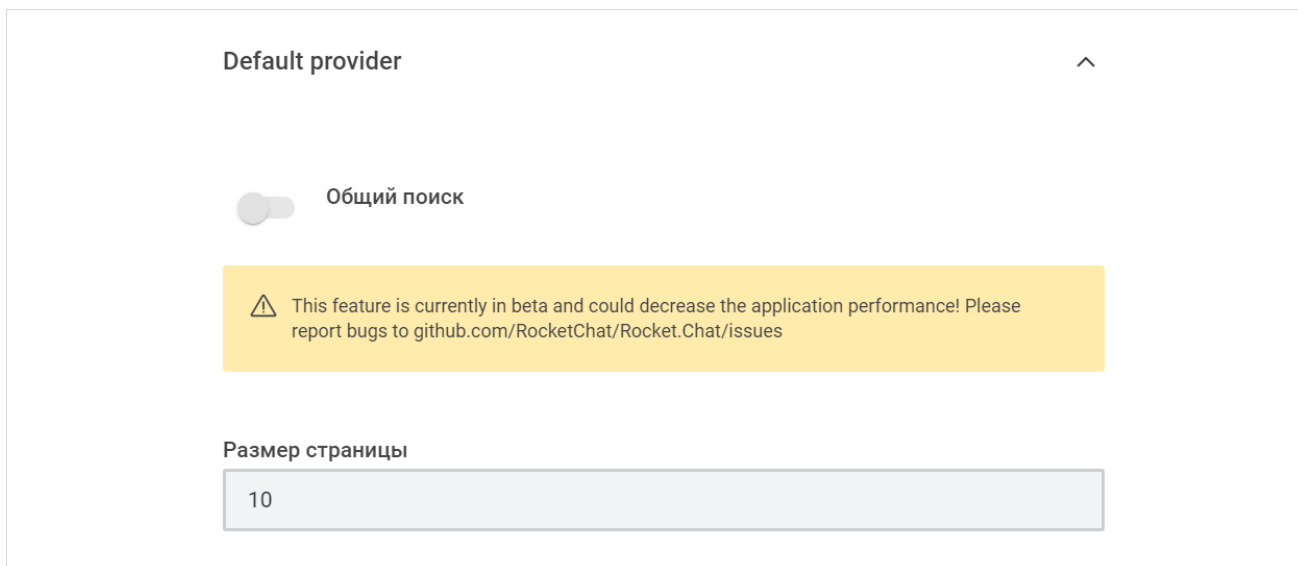 Default provider
Общий поиск
This feature is currently in beta and could decrease the application performance! Please
report bugs to github.com/RocketChat/Rocket.Chat/issues
Размер страницы
10